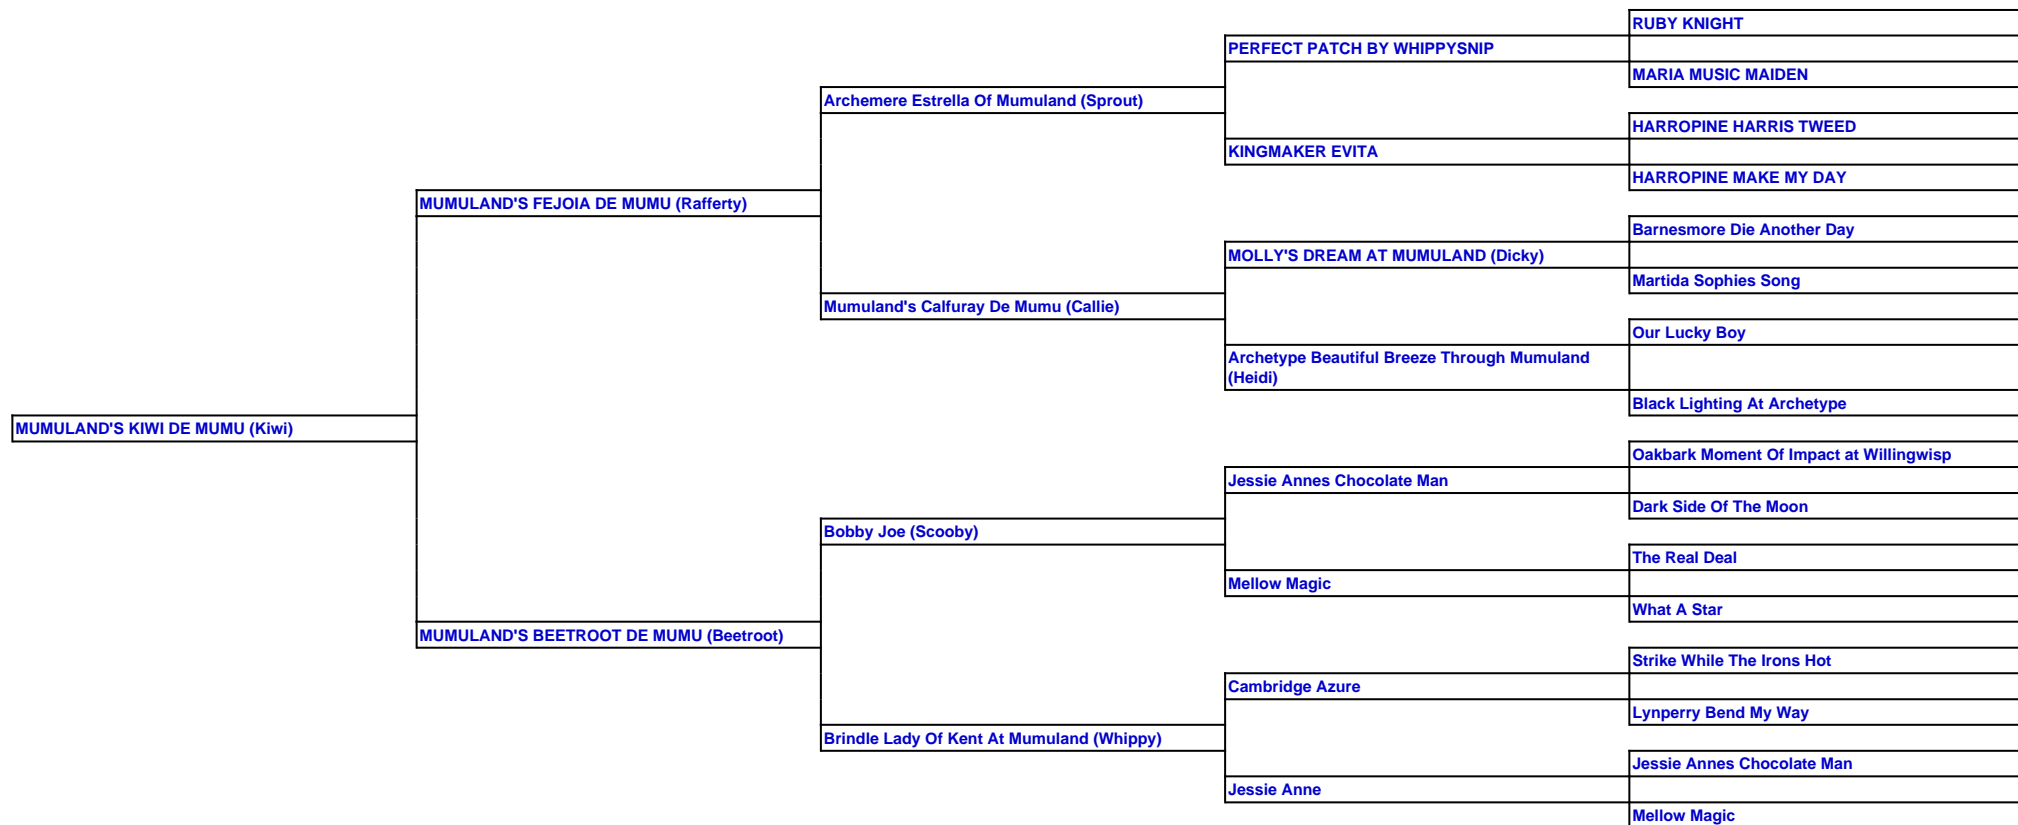 RUBY KNIGHT
PERFECT PATCH BY WHIPPYSNIP
MARIA MUSIC MAIDEN
Archemere Estrella Of Mumuland (Sprout)
HARROPINE HARRIS TWEED
KINGMAKER EVITA
HARROPINE MAKE MY DAY
MUMULAND'S FEJOIA DE MUMU (Rafferty)
Barnesmore Die Another Day
MOLLY'S DREAM AT MUMULAND (Dicky)
Martida Sophies Song
Mumuland's Calfuray De Mumu (Callie)
Our Lucky Boy
Archetype Beautiful Breeze Through Mumuland
(Heidi)
Black Lighting At Archetype
MUMULAND'S KIWI DE MUMU (Kiwi)
Oakbark Moment Of Impact at Willingwisp
Jessie Annes Chocolate Man
Dark Side Of The Moon
Bobby Joe (Scooby)
The Real Deal
Mellow Magic
What A Star
MUMULAND'S BEETROOT DE MUMU (Beetroot)
Strike While The Irons Hot
Cambridge Azure
Lynperry Bend My Way
Brindle Lady Of Kent At Mumuland (Whippy)
Jessie Annes Chocolate Man
Jessie Anne
Mellow Magic